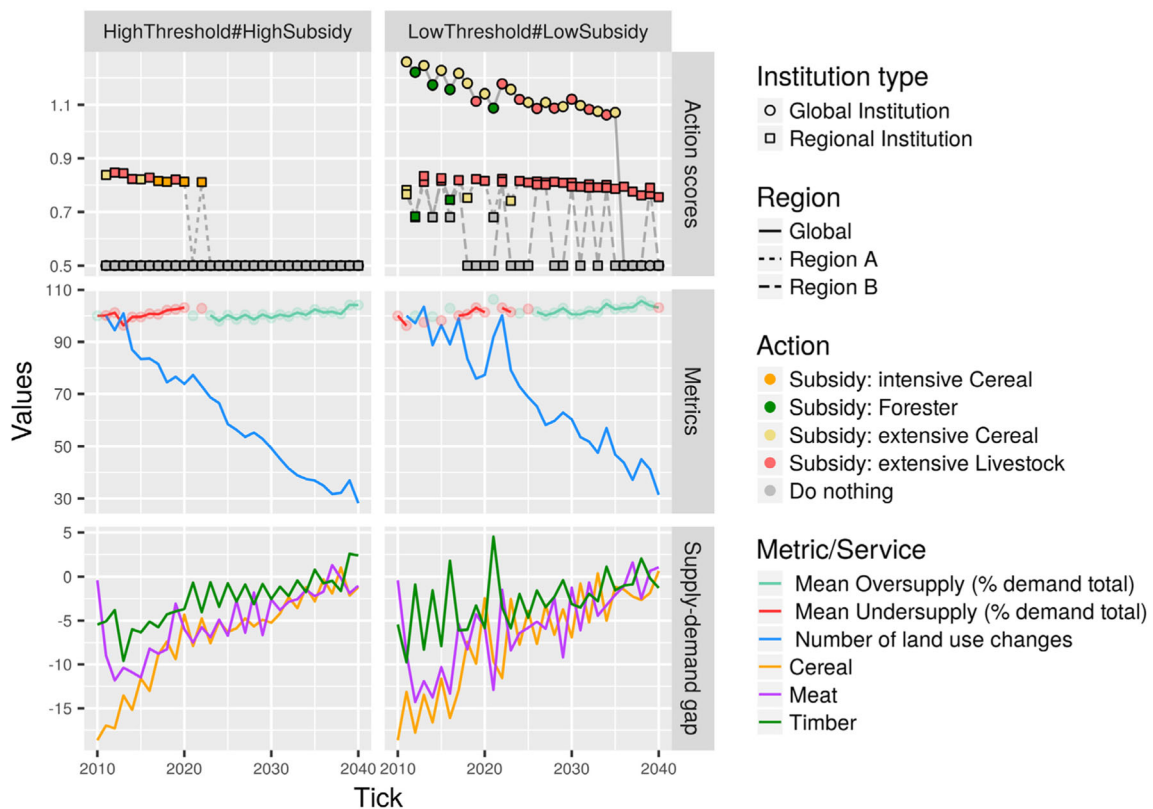 HighThreshold#HighSubsidy
LowThreshold#LowSubsidy
1.1
0.9
0.7
0.5
Action scores
110
90
70
50
30
Metrics
Values
5
0
-5
-10
-15
Supply-demand gap
2010
2020
2030
2040
2010
2020
2030
2040
Tick
Institution type
Global Institution
Regional Institution
Region
Global
Region A
Region B
Action
Subsidy: intensive Cereal
Subsidy: Forester
Subsidy: extensive Cereal
Subsidy: extensive Livestock
Do nothing
Metric/Service
Mean Oversupply (% demand total)
Mean Undersupply (% demand total)
Number of land use changes
Cereal
Meat
Timber